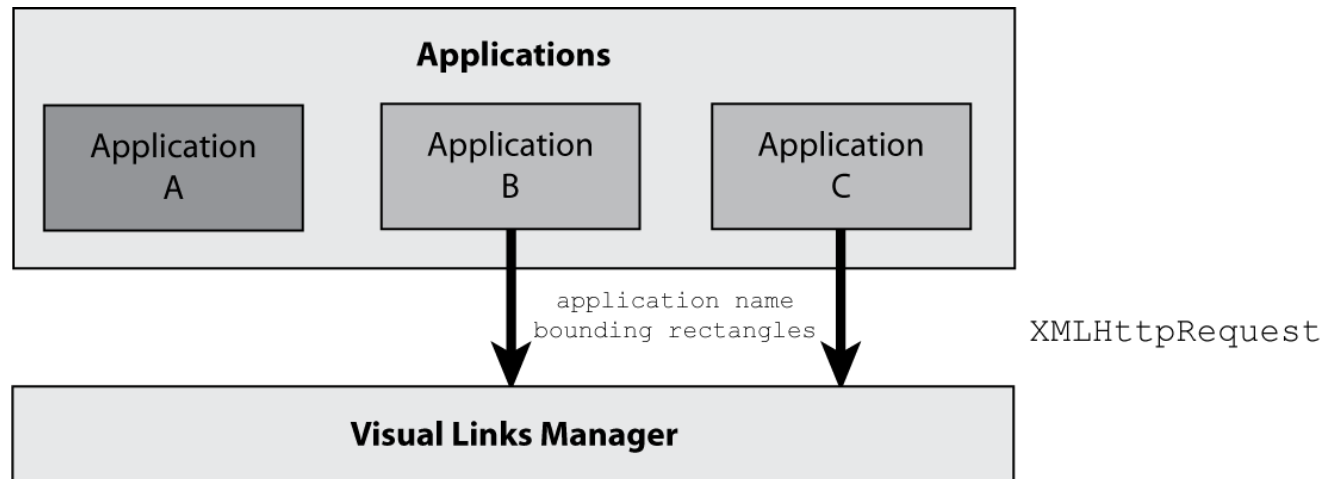 Applications
Application
A
Application
B
Application
C
application name
bounding rectangles
XMLHttpRequest
Visual Links Manager